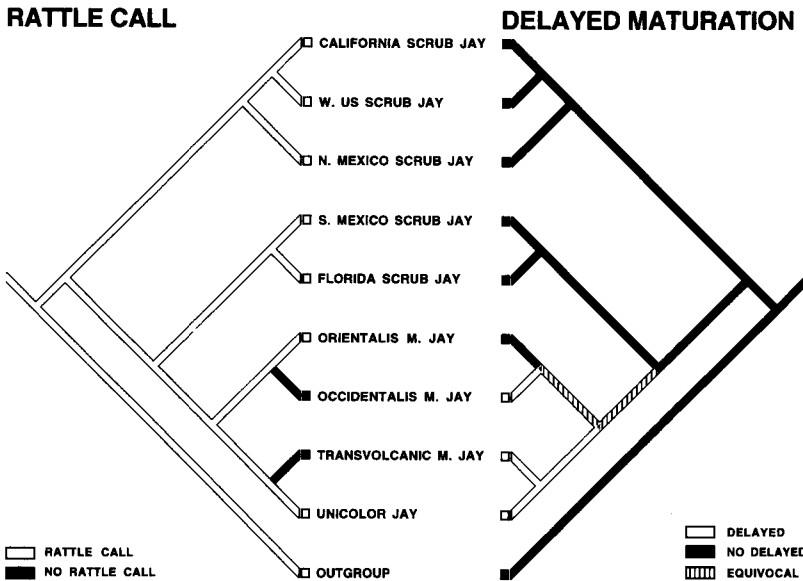 RATTLE CALL
DELAYED MATURATION
CALIFORNIA SCRUB JAY
W. US SCRUB JAY
N. MEXICO SCRUB JAY
S. MEXICO SCRUB JAY
FLORIDA SCRUB JAY
ORIENTALIS M. JAY
OCCIDENTALIS M. JAY
TRANSVOLCANIC M. JAY
UNICOLOR JAY
OUTGROUP
RATTLE CALL
NO RATTLE CALL
DELAYED
NO DELAYED
EQUIVOCAL